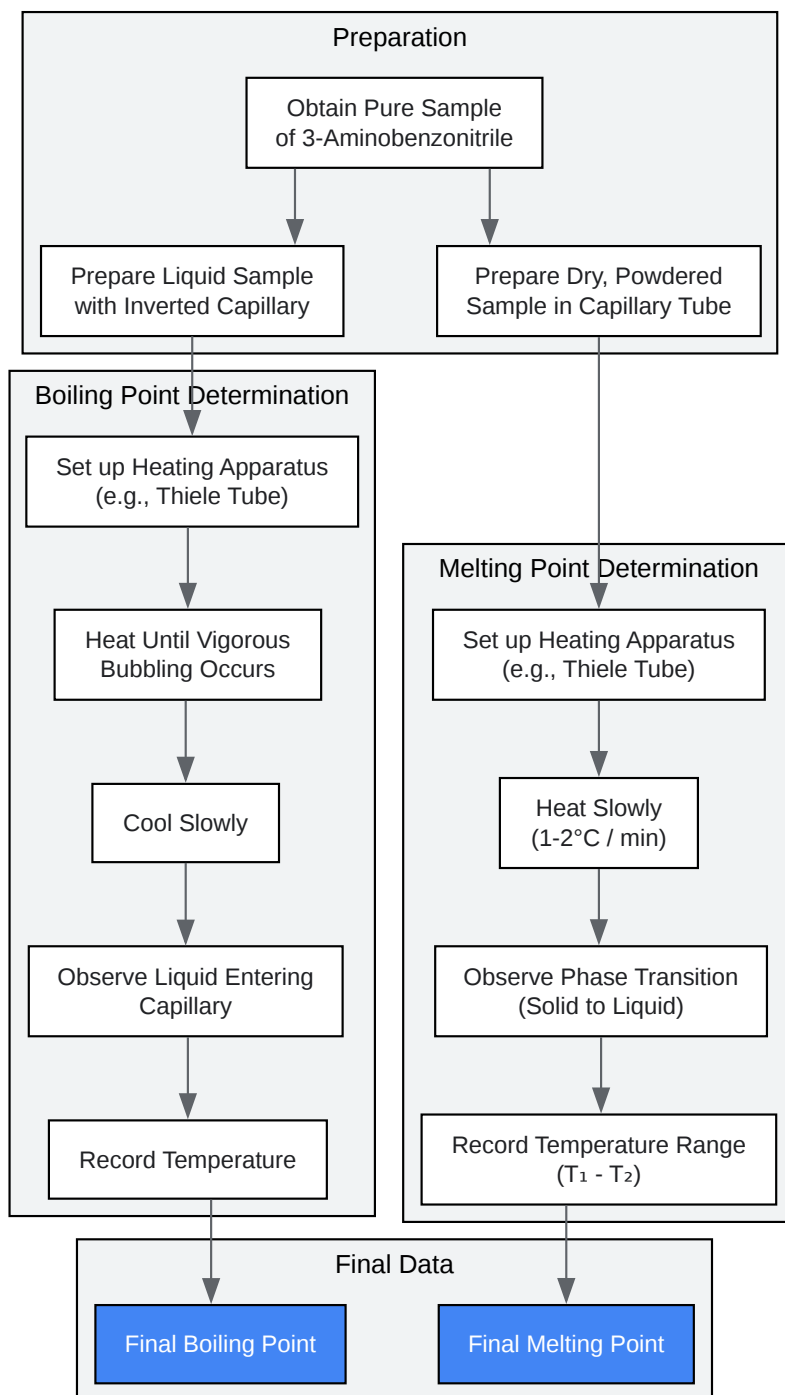 Preparation
Obtain Pure Sample
of 3-Aminobenzonitrile
Prepare Liquid Sample
with Inverted Capillary
Prepare Dry, Powdered
Sample in Capillary Tube
Boiling Point Determination
Set up Heating Apparatus
(e.g., Thiele Tube)
Heat Until Vigorous
Bubbling Occurs
Cool Slowly
Observe Liquid Entering
Capillary
Record Temperature
Melting Point Determination
Set up Heating Apparatus
(e.g., Thiele Tube)
Heat Slowly
(1-2°C / min)
Observe Phase Transition
(Solid to Liquid)
Record Temperature Range
(T₁ - T₂)
Final Data
Final Boiling Point
Final Melting Point